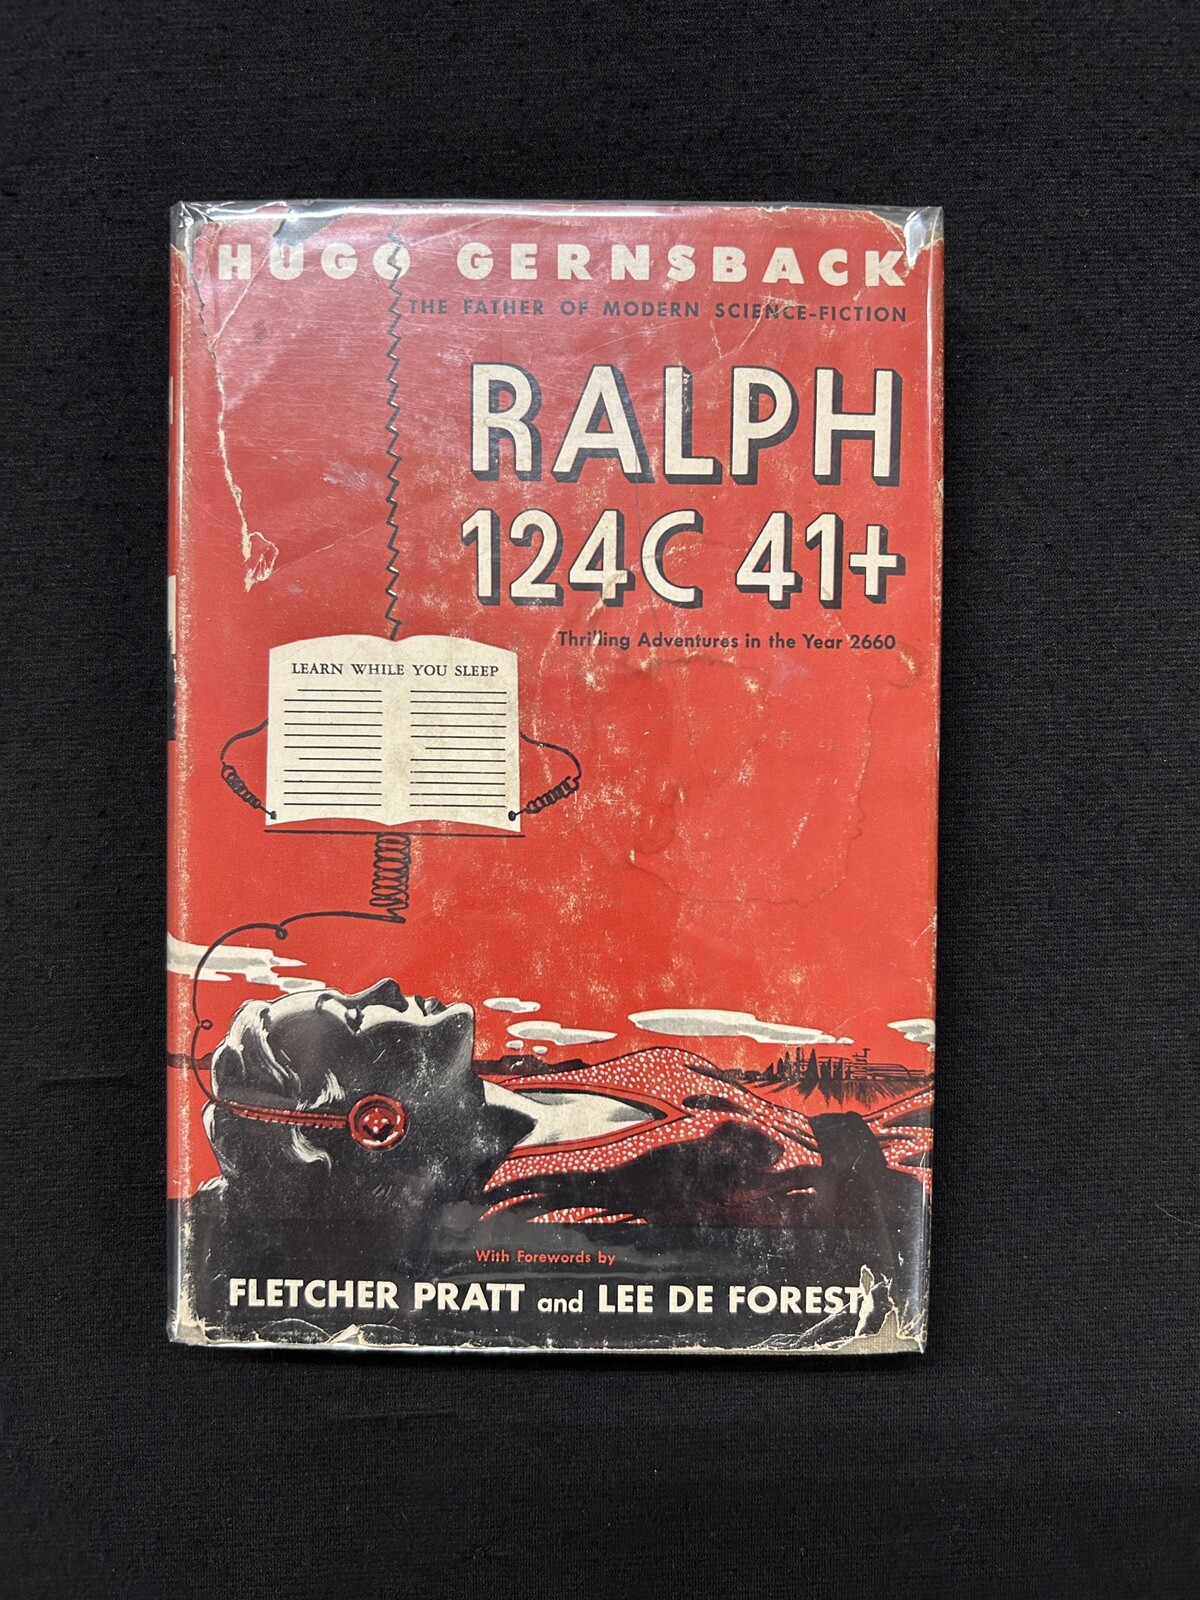 HUGO GERNSBACK
THE FATHER OF MODERN SCIENCE-FICTION
RALPH
124C 41+
Thrilling Adventures in the Year 2660
LEARN WHILE YOU SLEEP
With Forewords by
FLETCHER PRATT and LEE DE FOREST